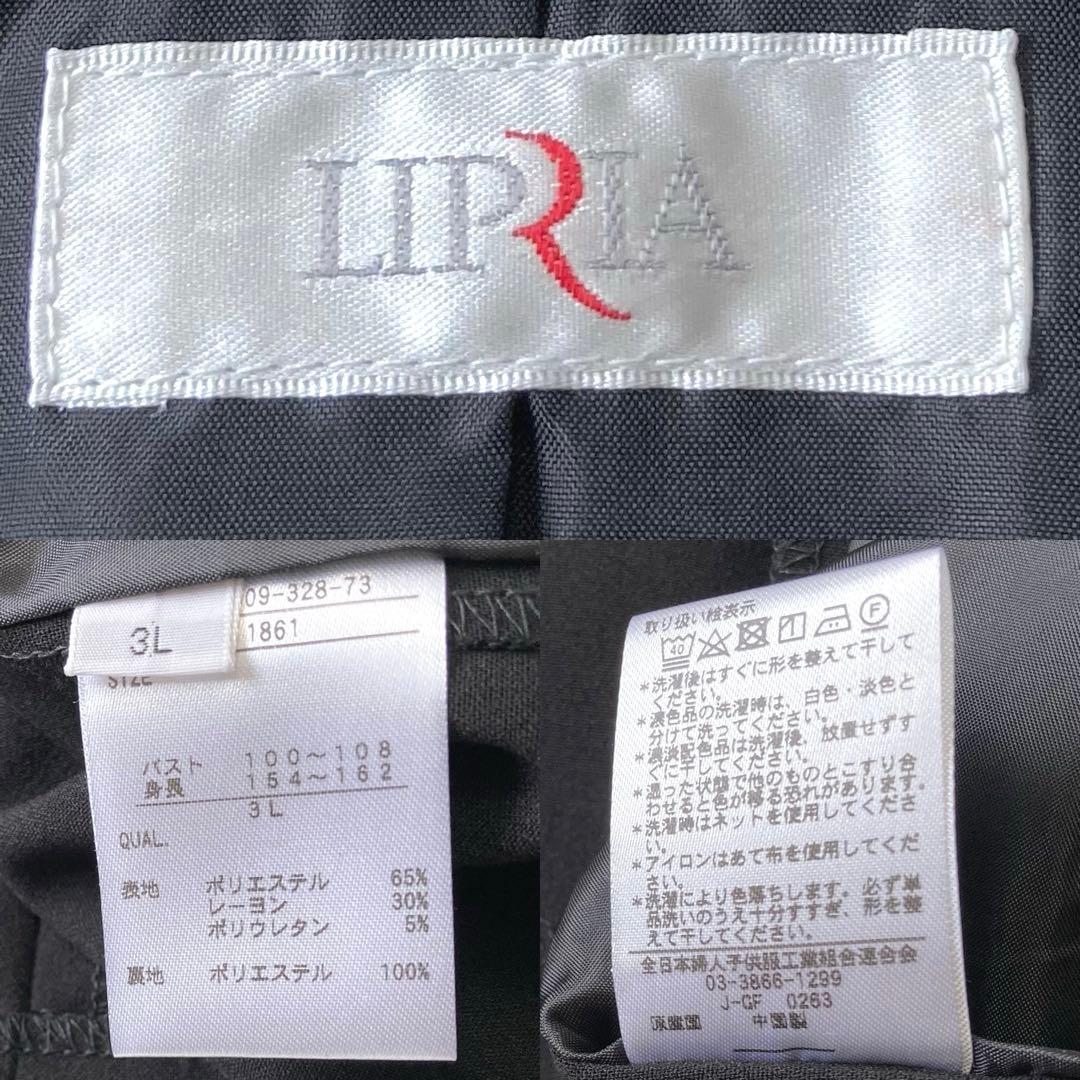 LIPRIA
09-328-73
1861
3L
SIZE
バスト 100～108
身長 154～162
3L
QUAL.
表地 ポリエステル 65%
レーヨン 30%
ポリウレタン 5%
裏地 ポリエステル 100%
取り扱い絵表示
40 F
*洗濯後はすぐに形を整えて干して
ください。
*濃色品の洗濯時は、白色・淡色と
分けて洗ってください。
*濃淡配色品は洗濯後、放置せずす
ぐに干してください。
*湿った状態で他のものとこすり合
わせると色が移る恐れがあります。
*洗濯時はネットを使用してくださ
い。
*アイロンはあて布を使用してくだ
さい。
*洗濯により色落ちします。必ず単
品洗いのうえ十分すすぎ、形を整
えて干してください。
全日本婦人子供服工業組合連合会
03-3866-1299
J-GF 0263
原産国 中国製